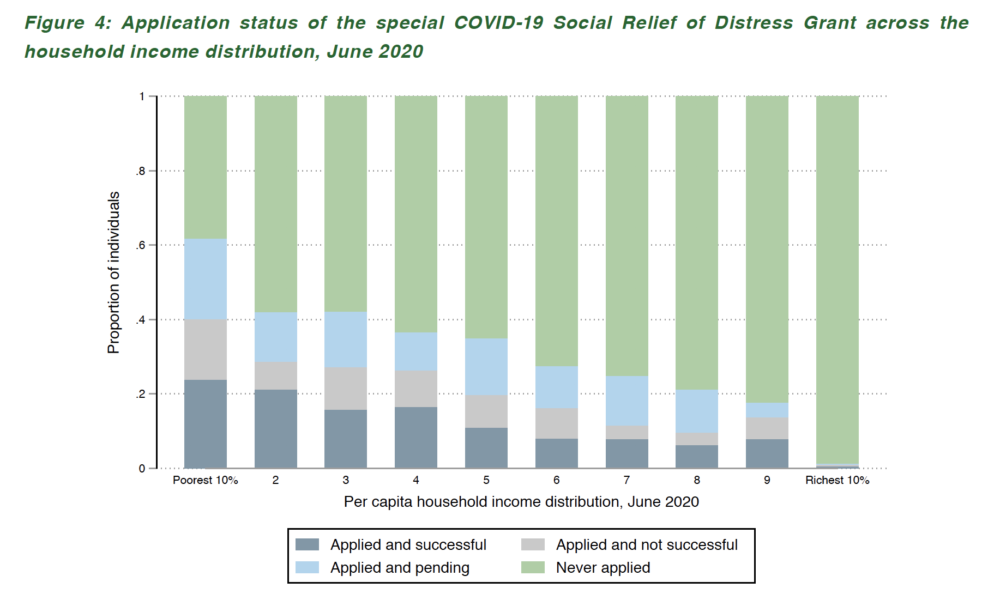 Figure 4: Application status of the special COVID-19 Social Relief of Distress Grant across the
household income distribution, June 2020
1
.8
.6
.4
.2
0
Proportion of individuals
Poorest 10% 2 3 4 5 6 7 8 9 Richest 10%
Per capita household income distribution, June 2020
Applied and successful Applied and not successful
Applied and pending Never applied